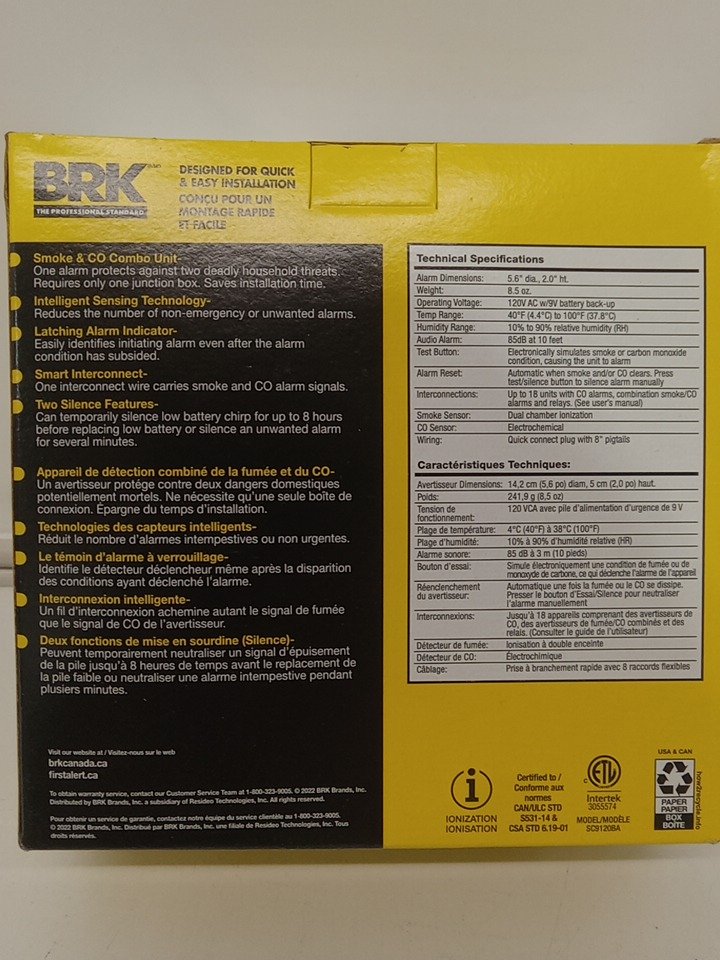 BRK
THE PROFESSIONAL STANDARD
DESIGNED FOR QUICK
& EASY INSTALLATION
CONÇU POUR UN
MONTAGE RAPIDE
ET FACILE
Smoke & CO Combo Unit-
One alarm protects against two deadly household threats.
Requires only one junction box. Saves installation time.
Intelligent Sensing Technology-
Reduces the number of non-emergency or unwanted alarms.
Latching Alarm Indicator-
Easily identifies initiating alarm even after the alarm
condition has subsided.
Smart Interconnect-
One interconnect wire carries smoke and CO alarm signals.
Two Silence Features-
Can temporarily silence low battery chirp for up to 8 hours
before replacing low battery or silence an unwanted alarm
for several minutes.
Appareil de détection combiné de la fumée et du CO-
Un avertisseur protége contre deux dangers domestiques
potentiellement mortels. Ne nécessite qu'une seule boîte de
connexion. Épargne du temps d'installation.
Technologies des capteurs intelligents-
Réduit le nombre d'alarmes intempestives ou non urgentes.
Le témoin d'alarme à verrouillage-
Identifie le détecteur déclencheur même après la disparition
des conditions ayant déclenché l'alarme.
Interconnexion intelligente-
Un fil d'interconnexion achemine autant le signal de fumée
que le signal de CO de l'avertisseur.
Deux fonctions de mise en sourdine (Silence)-
Peuvent temporairement neutraliser un signal d'épuisement
de la pile jusqu'à 8 heures de temps avant le replacement de
la pile faible ou neutraliser une alarme intempestive pendant
plusiers minutes.
Visit our website at / Visitez-nous sur le web
brkcanada.ca
firstalert.ca
To obtain warranty service, contact our Customer Service Team at 1-800-323-9005. © 2022 BRK Brands, Inc.
Distributed by BRK Brands, Inc. a subsidiary of Resideo Technologies, Inc. All rights reserved.
Pour obtenir un service de garantie, contactez notre équipe du service clientèle au 1-800-323-9005.
© 2022 BRK Brands, Inc. Distribué par BRK Brands, Inc. une filiale de Resideo Technologies, Inc. Tous
droits réservés.
Technical Specifications
Alarm Dimensions: 5.6" dia., 2.0" ht.
Weight: 8.5 oz.
Operating Voltage: 120V AC w/9V battery back-up
Temp Range: 40°F (4.4°C) to 100°F (37.8°C)
Humidity Range: 10% to 90% relative humidity (RH)
Audio Alarm: 85dB at 10 feet
Test Button: Electronically simulates smoke or carbon monoxide
condition, causing the unit to alarm
Alarm Reset: Automatic when smoke and/or CO clears. Press
test/silence button to silence alarm manually
Interconnections: Up to 18 units with CO alarms, combination smoke/CO
alarms and relays. (See user's manual)
Smoke Sensor: Dual chamber ionization
CO Sensor: Electrochemical
Wiring: Quick connect plug with 8" pigtails
Caractéristiques Techniques:
Avertisseur Dimensions: 14,2 cm (5,6 po) diam, 5 cm (2,0 po) haut.
Poids: 241,9 g (8,5 oz)
Tension de
fonctionnement: 120 VCA avec pile d'alimentation d'urgence de 9 V
Plage de température: 4°C (40°F) à 38°C (100°F)
Plage d'humidité: 10% à 90% d'humidité relative (HR)
Alarme sonore: 85 dB à 3 m (10 pieds)
Bouton d'essai: Simule électroniquement une condition de fumée ou de
monoxyde de carbone, ce qui déclenche l'alarme de l'appareil
Réenclenchement
du avertisseur: Automatique une fois la fumée ou le CO se dissipe.
Presser le bouton d'Essai/Silence pour neutraliser
l'alarme manuellement
Interconnexions: Jusqu'à 18 appareils comprenant des avertisseurs de
CO, des avertisseurs de fumée/CO combinés et des
relais. (Consulter le guide de l'utilisateur)
Détecteur de fumée: Ionisation à double enceinte
Détecteur de CO: Électrochimique
Câblage: Prise à branchement rapide avec 8 raccords flexibles
i
IONIZATION
IONISATION
Certified to /
Conforme aux
normes
CAN/ULC STD
S531-14 &
CSA STD 6.19-01
C ETL
Intertek
3055574
MODEL/MODÈLE
SC9120BA
USA & CAN
PAPER
PAPIER
BOX
BOÎTE
how2recycle.info